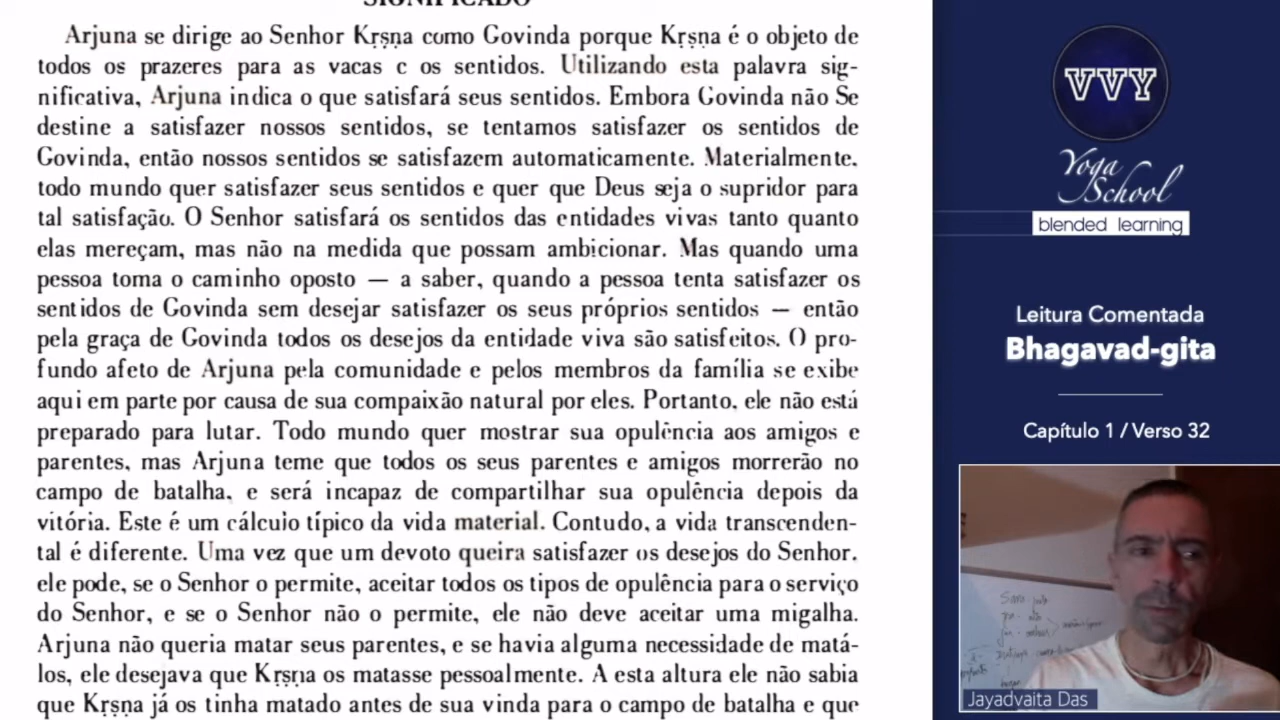 SIGNIFICADO
Arjuna se dirige ao Senhor Kṛṣṇa como Govinda porque Kṛṣṇa é o objeto de
todos os prazeres para as vacas e os sentidos. Utilizando esta palavra sig-
nificativa, Arjuna indica o que satisfará seus sentidos. Embora Govinda não Se
destine a satisfazer nossos sentidos, se tentamos satisfazer os sentidos de
Govinda, então nossos sentidos se satisfazem automaticamente. Materialmente,
todo mundo quer satisfazer seus sentidos e quer que Deus seja o supridor para
tal satisfação. O Senhor satisfará os sentidos das entidades vivas tanto quanto
elas mereçam, mas não na medida que possam ambicionar. Mas quando uma
pessoa toma o caminho oposto — a saber, quando a pessoa tenta satisfazer os
sentidos de Govinda sem desejar satisfazer os seus próprios sentidos — então
pela graça de Govinda todos os desejos da entidade viva são satisfeitos. O pro-
fundo afeto de Arjuna pela comunidade e pelos membros da família se exibe
aqui em parte por causa de sua compaixão natural por eles. Portanto, ele não está
preparado para lutar. Todo mundo quer mostrar sua opulência aos amigos e
parentes, mas Arjuna teme que todos os seus parentes e amigos morrerão no
campo de batalha, e será incapaz de compartilhar sua opulência depois da
vitória. Este é um cálculo típico da vida material. Contudo, a vida transcenden-
tal é diferente. Uma vez que um devoto queira satisfazer os desejos do Senhor,
ele pode, se o Senhor o permite, aceitar todos os tipos de opulência para o serviço
do Senhor, e se o Senhor não o permite, ele não deve aceitar uma migalha.
Arjuna não queria matar seus parentes, e se havia alguma necessidade de matá-
los, ele desejava que Kṛṣṇa os matasse pessoalmente. A esta altura ele não sabia
que Kṛṣṇa já os tinha matado antes de sua vinda para o campo de batalha e que
VVY
Yoga
School
blended learning
Leitura Comentada
Bhagavad-gita
Capítulo 1 / Verso 32
Jayadvaita Das